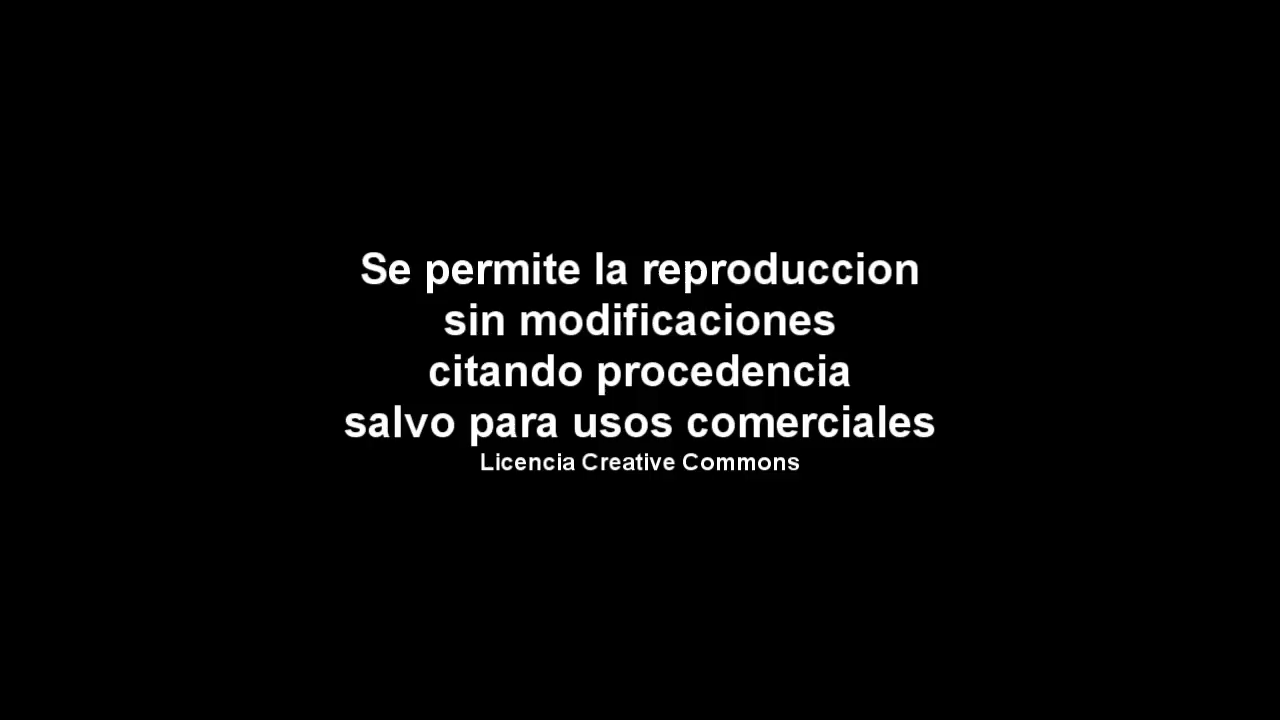 Se permite la reproduccion
sin modificaciones
citando procedencia
salvo para usos comerciales
Licencia Creative Commons